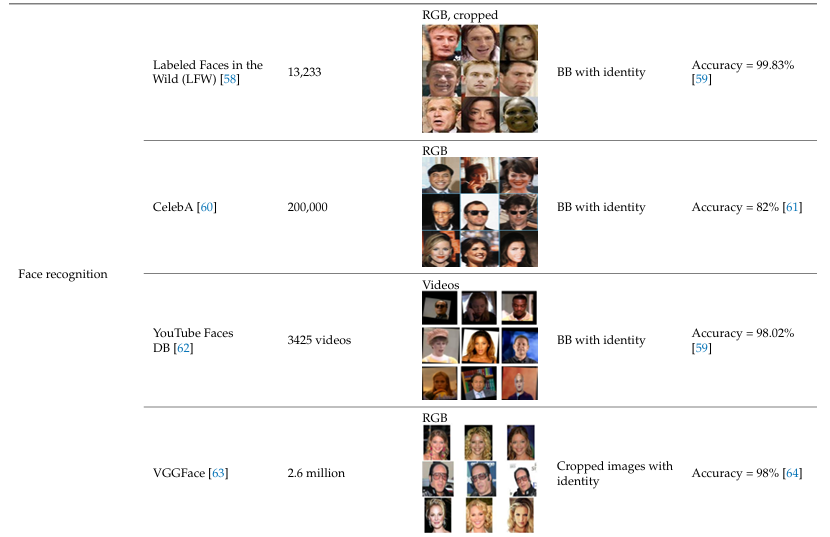 RGB, cropped
Labeled Faces in the
Wild (LFW) [58]
13,233
BB with identity
Accuracy = 99.83%
[59]
RGB
CelebA [60]
200,000
BB with identity
Accuracy = 82% [61]
Face recognition
Videos
YouTube Faces
DB [62]
3425 videos
BB with identity
Accuracy = 98.02%
[59]
RGB
VGGFace [63]
2.6 million
Cropped images with
identity
Accuracy = 98% [64]